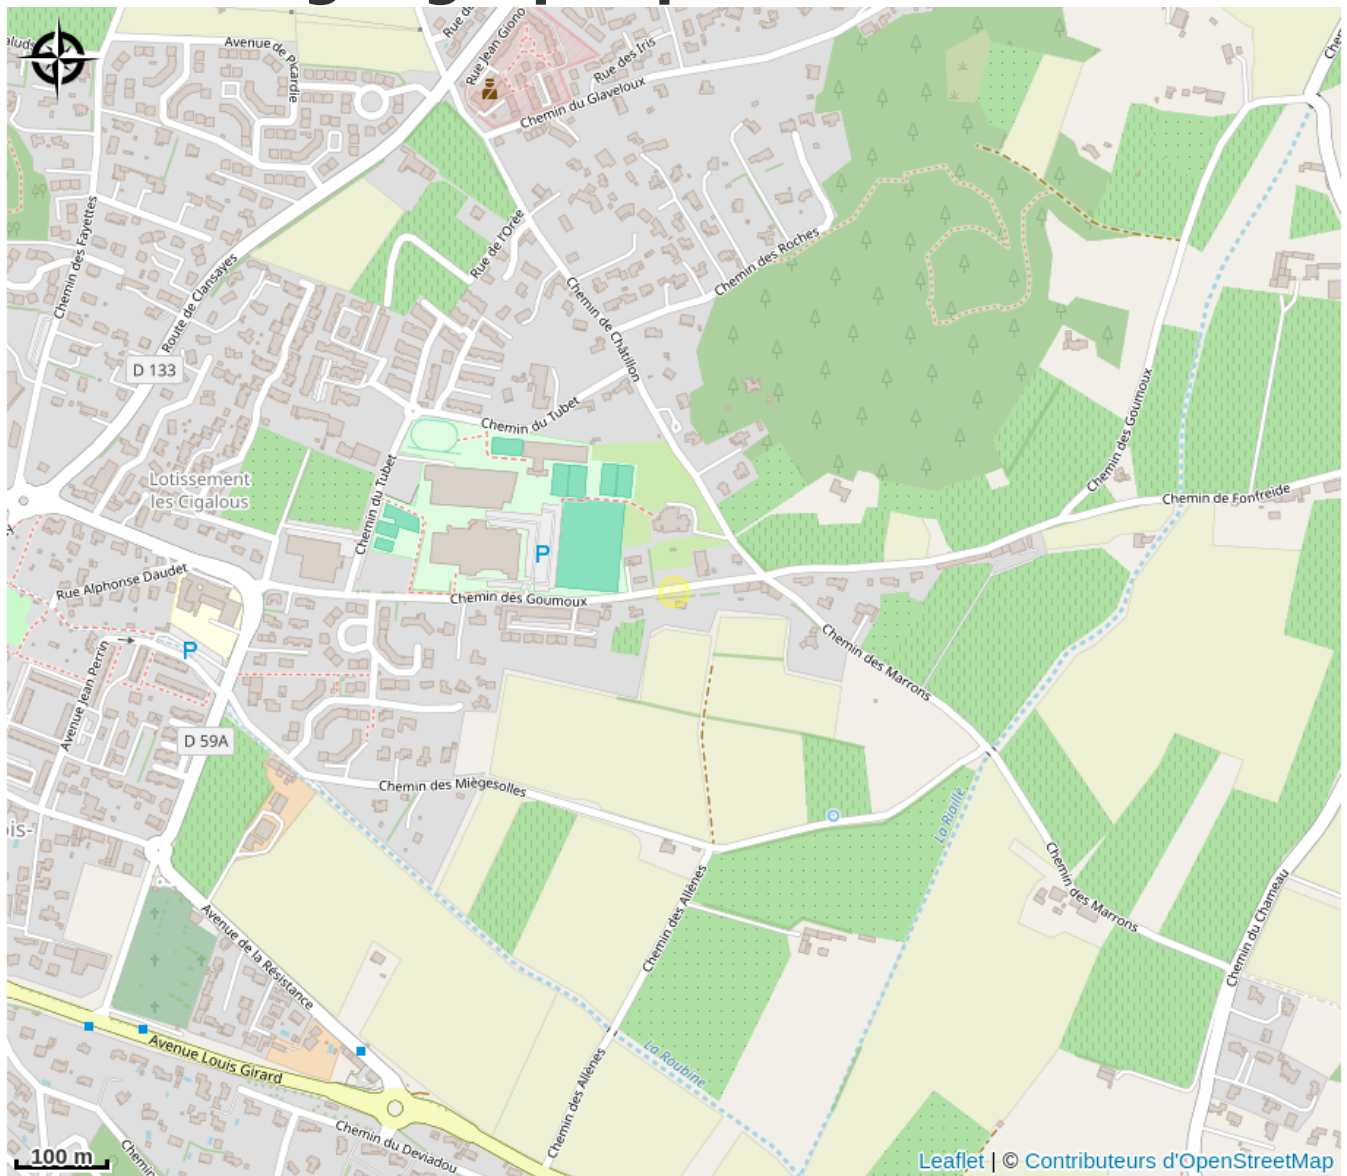 Avenue de Picardie
Rue Jean Giono
Rue des Iris
Chemin du Glaveloux
Chemin des Fayettes
Route de Clansayes
Rue de l'Orée
Chemin des Roches
Chemin de Châtillon
D 133
Chemin des Goumoux
Chemin du Tubet
Lotissement
les Cigalous
Chemin du Tubet
Chemin de Fonfreide
P
Rue Alphonse Daudet
Chemin des Goumoux
P
Avenue Jean Perrin
Chemin des Marrons
D 59A
Chemin des Miègesolles
La Riaille
Chemin des Marrons
Chemin du Chameau
Chemin des Allènes
Avenue de la Résistance
Avenue Louis Girard
La Roubine
Chemin des Allènes
Chemin du Deviadou
100 m
Leaflet | © Contributeurs d'OpenStreetMap